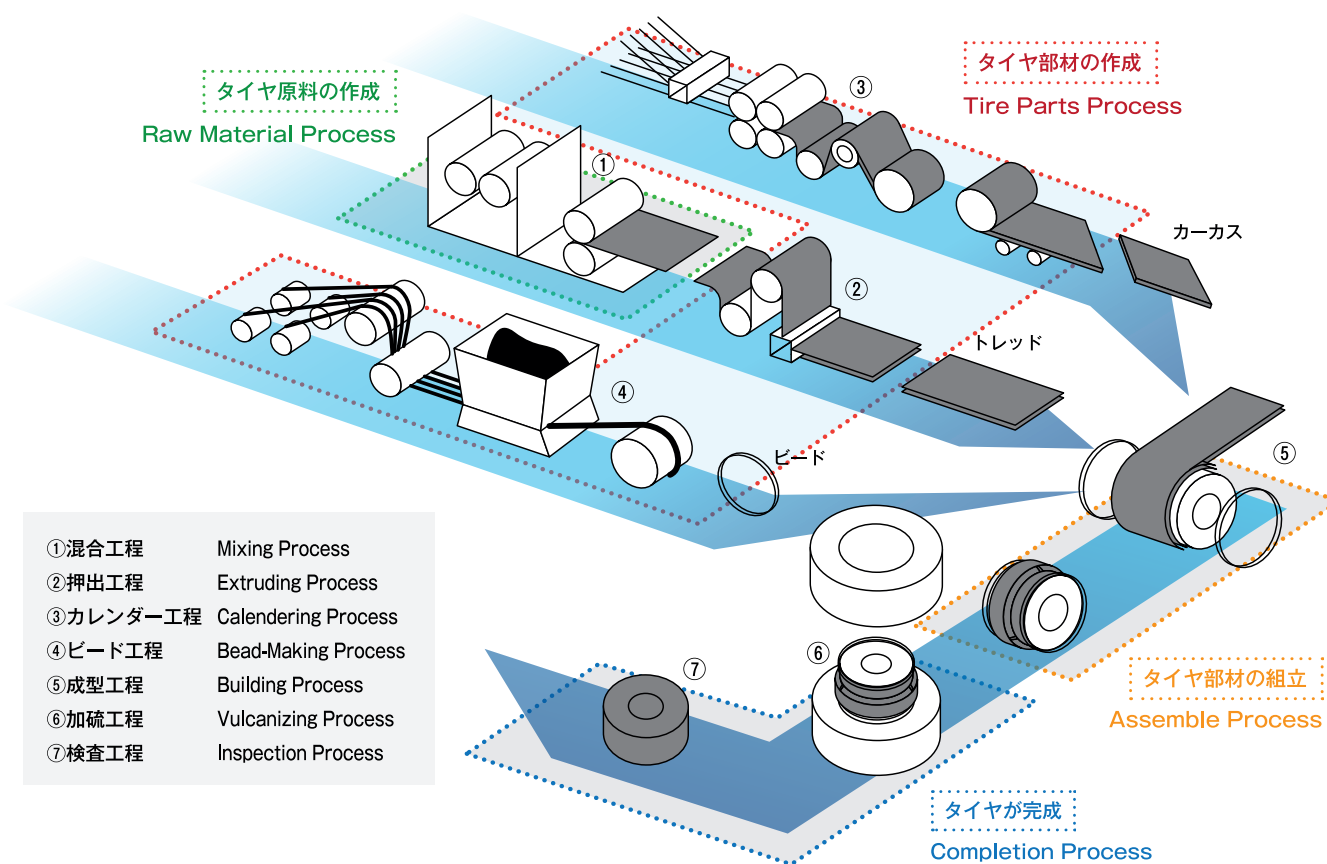 タイヤ部材の作成
Tire Parts Process
タイヤ原料の作成
Raw Material Process
③
①
カーカス
②
トレッド
④
ビード
⑤
①混合工程 Mixing Process
②押出工程 Extruding Process
③カレンダー工程 Calendering Process
④ビード工程 Bead-Making Process
⑤成型工程 Building Process
⑥加硫工程 Vulcanizing Process
⑦検査工程 Inspection Process
⑥
⑦
タイヤ部材の組立
Assemble Process
タイヤが完成
Completion Process